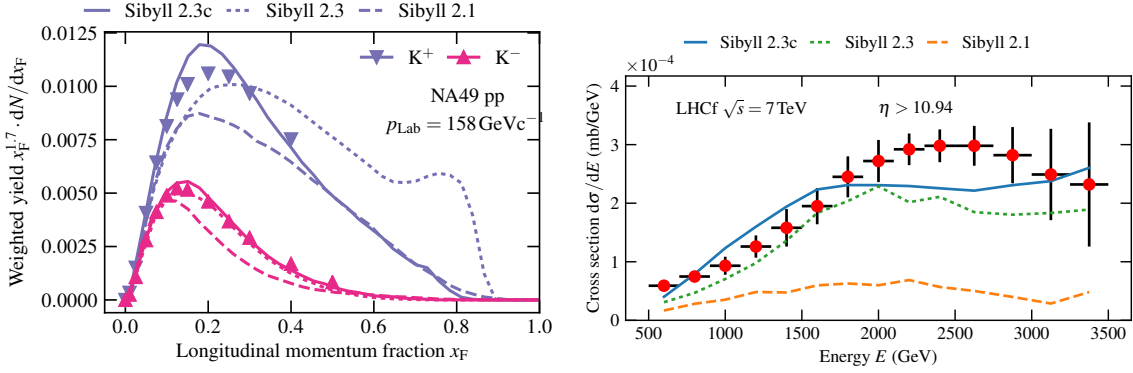 Sibyll 2.3c Sibyll 2.3 Sibyll 2.1
Weighted yield x_F^1.7 · dN/dx_F
0.0125
0.0100
0.0075
0.0050
0.0025
0.0000
K+ K−
NA49 pp
p_Lab = 158 GeVc−1
0.0 0.2 0.4 0.6 0.8 1.0
Longitudinal momentum fraction x_F
Sibyll 2.3c Sibyll 2.3 Sibyll 2.1
×10−4
Cross section dσ/dE (mb/GeV)
LHCf √s = 7 TeV η > 10.94
4
3
2
1
0
500 1000 1500 2000 2500 3000 3500
Energy E (GeV)